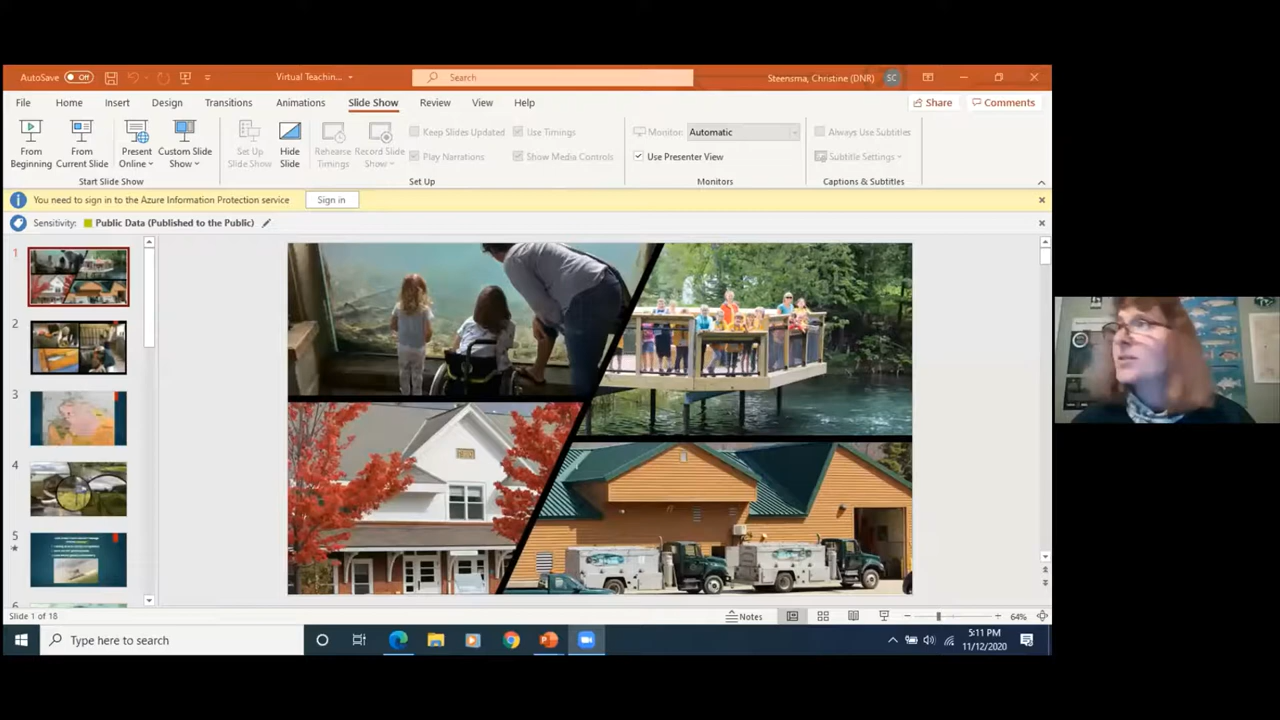 AutoSave Off
Virtual Teachin...
Search
Steensma, Christine (DNR) SC
File Home Insert Design Transitions Animations Slide Show Review View Help
Share Comments
From Beginning
From Current Slide
Present Online
Custom Slide Show
Set Up Slide Show
Hide Slide
Rehearse Timings
Record Slide Show
Keep Slides Updated
Play Narrations
Use Timings
Show Media Controls
Monitor: Automatic
Use Presenter View
Always Use Subtitles
Subtitle Settings
Start Slide Show
Set Up
Monitors
Captions & Subtitles
You need to sign in to the Azure Information Protection service Sign in
Sensitivity: Public Data (Published to the Public)
1
2
3
4
5
6
Slide 1 of 18
Notes
64%
Type here to search
5:11 PM
11/12/2020